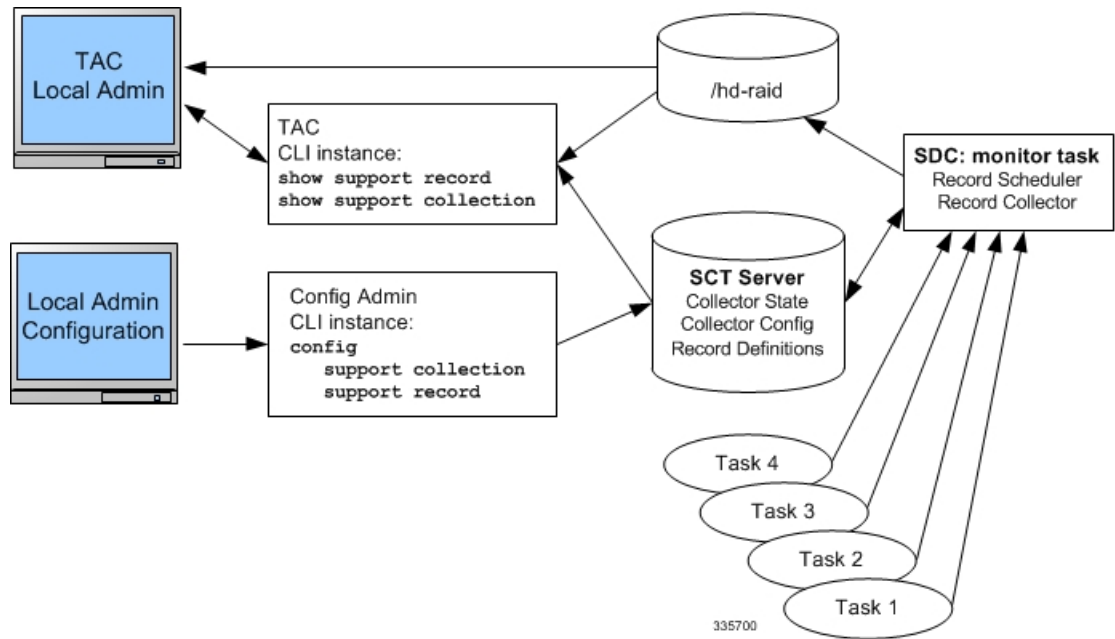 TAC
Local Admin
/hd-raid
TAC
CLI instance:
show support record
show support collection
SDC: monitor task
Record Scheduler
Record Collector
Local Admin
Configuration
Config Admin
CLI instance:
config
support collection
support record
SCT Server
Collector State
Collector Config
Record Definitions
Task 4
Task 3
Task 2
Task 1
335700